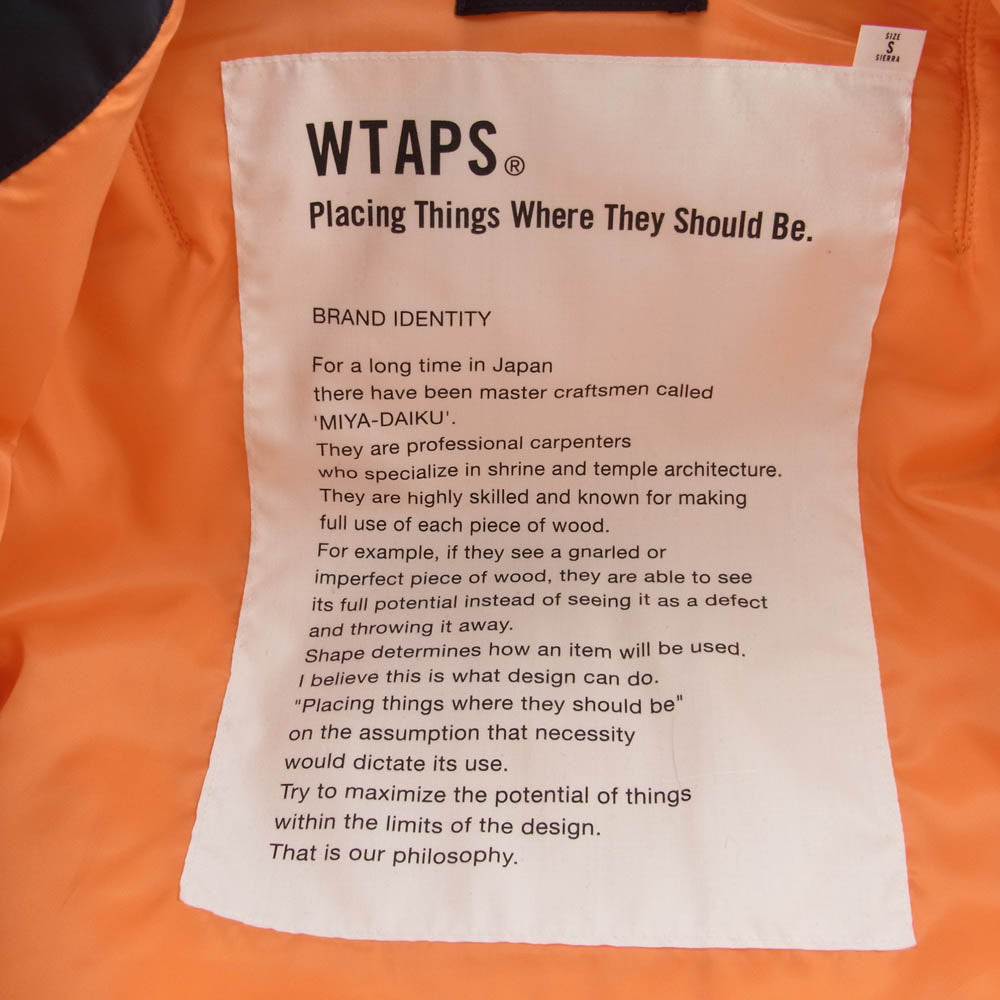 SIZE
S
SIERRA
WTAPS®
Placing Things Where They Should Be.
BRAND IDENTITY
For a long time in Japan
there have been master craftsmen called
'MIYA-DAIKU'.
They are professional carpenters
who specialize in shrine and temple architecture.
They are highly skilled and known for making
full use of each piece of wood.
For example, if they see a gnarled or
imperfect piece of wood, they are able to see
its full potential instead of seeing it as a defect
and throwing it away.
Shape determines how an item will be used.
I believe this is what design can do.
"Placing things where they should be"
on the assumption that necessity
would dictate its use.
Try to maximize the potential of things
within the limits of the design.
That is our philosophy.